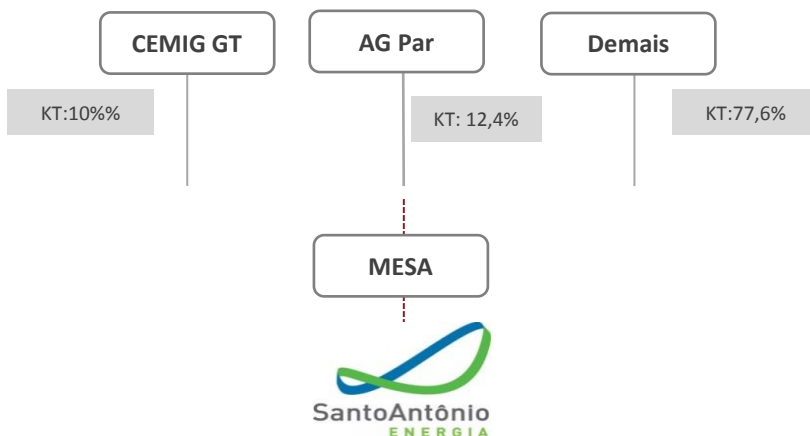 CEMIG GT
AG Par
Demais
KT:10%%
KT: 12,4%
KT:77,6%
MESA
SantoAntônio
ENERGIA